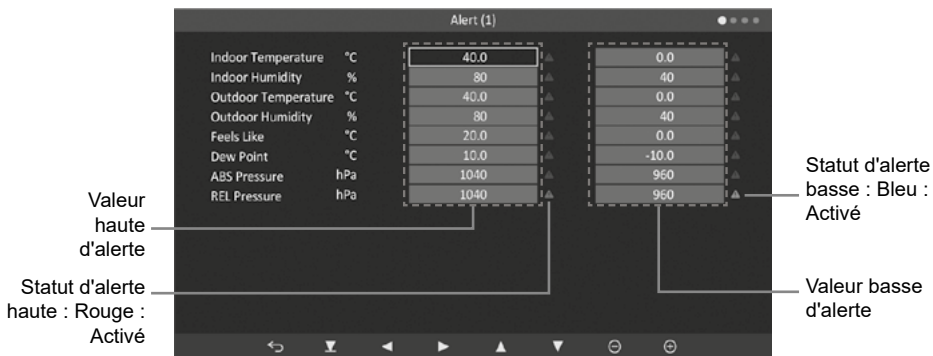 Alert (1)
Indoor Temperature °C 40.0 0.0
Indoor Humidity % 80 40
Outdoor Temperature °C 40.0 0.0
Outdoor Humidity % 80 40
Feels Like °C 20.0 0.0
Dew Point °C 10.0 -10.0
ABS Pressure hPa 1040 960
REL Pressure hPa 1040 960
Valeur
haute
d'alerte
Statut d'alerte
haute : Rouge :
Activé
Statut d'alerte
basse : Bleu :
Activé
Valeur basse
d'alerte